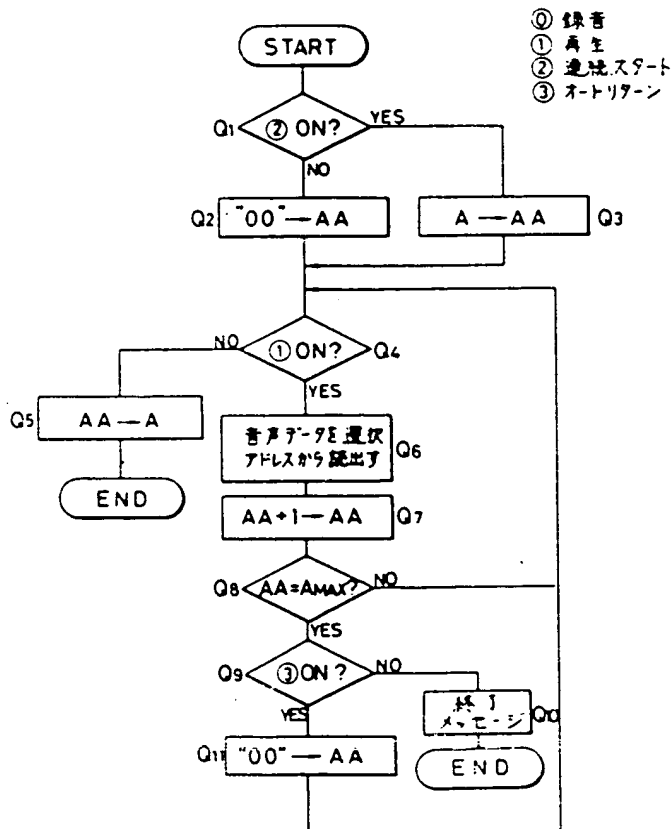 ⓪ 録音
①再生
② 連続スタート
③ オートリターン
START
Q1 ② ON?
YES
NO
Q2 "00"→AA
A→AA Q3
NO
① ON? Q4
YES
Q5 AA→A
END
音声データを選択
アドレスから読出す
Q6
AA+1→AA Q7
Q8 AA=AMAX?
NO
YES
Q9 ③ON?
NO
YES
終了
メッセージ
Q10
END
Q11 "00"→AA